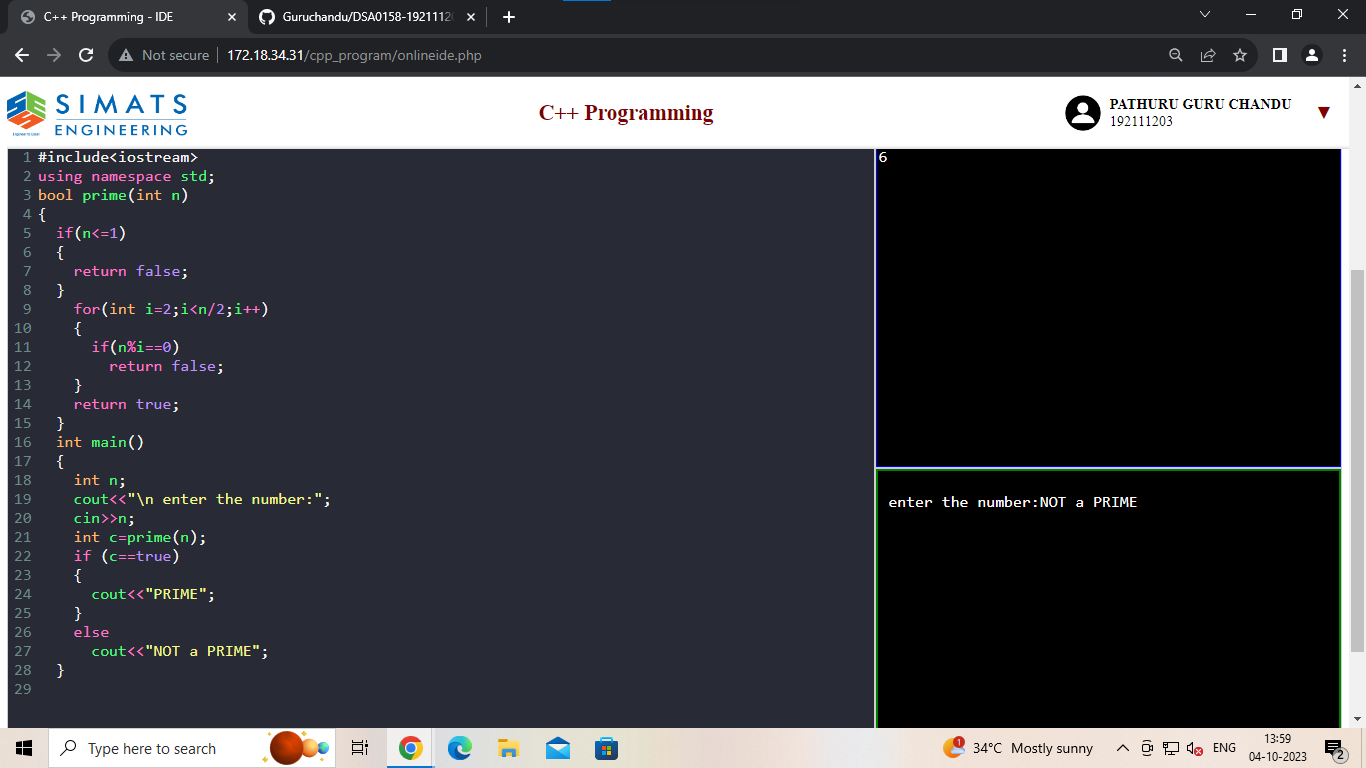 C++ Programming - IDE
Guruchandu/DSA0158-1921112
Not secure
172.18.34.31/cpp_program/onlineide.php
SIMATS
ENGINEERING
C++ Programming
PATHURU GURU CHANDU
192111203
1 #include<iostream>
2 using namespace std;
3 bool prime(int n)
4 {
5 if(n<=1)
6 {
7 return false;
8 }
9 for(int i=2;i<n/2;i++)
10 {
11 if(n%i==0)
12 return false;
13 }
14 return true;
15 }
16 int main()
17 {
18 int n;
19 cout<<"\n enter the number:";
20 cin>>n;
21 int c=prime(n);
22 if (c==true)
23 {
24 cout<<"PRIME";
25 }
26 else
27 cout<<"NOT a PRIME";
28 }
29
6
enter the number:NOT a PRIME
Type here to search
1
34°C Mostly sunny
ENG
13:59
04-10-2023
2